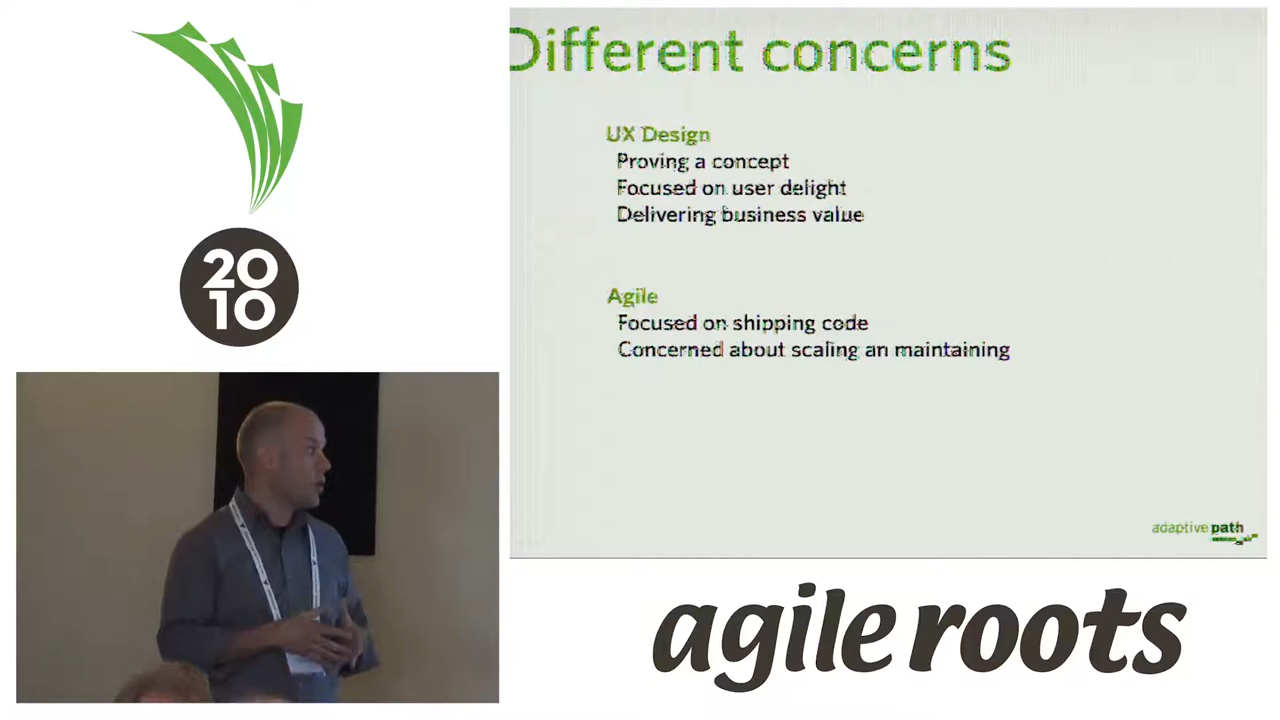 Different concerns
UX Design
Proving a concept
Focused on user delight
Delivering business value
Agile
Focused on shipping code
Concerned about scaling an maintaining
adaptive path
20
10
agile roots